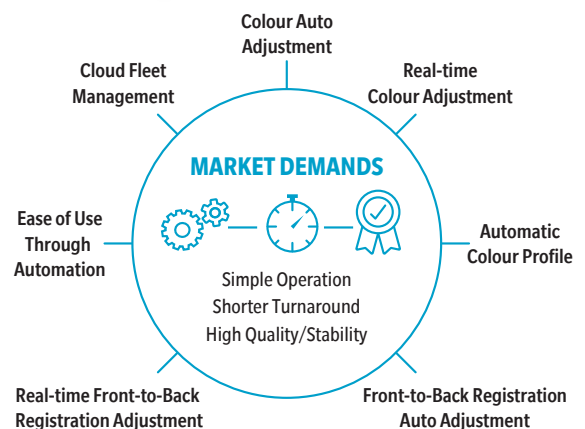 Colour Auto
Adjustment
Cloud Fleet
Management
Real-time
Colour Adjustment
MARKET DEMANDS
Ease of Use
Through
Automation
Automatic
Colour Profile
Simple Operation
Shorter Turnaround
High Quality/Stability
Real-time Front-to-Back
Registration Adjustment
Front-to-Back Registration
Auto Adjustment